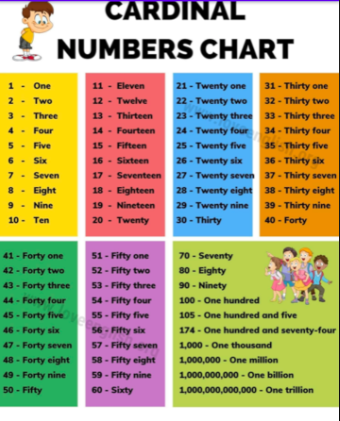 CARDINAL
NUMBERS CHART
1 - One
2 - Two
3 - Three
4 - Four
5 - Five
6 - Six
7 - Seven
8 - Eight
9 - Nine
10 - Ten
11 - Eleven
12 - Twelve
13 - Thirteen
14 - Fourteen
15 - Fifteen
16 - Sixteen
17 - Seventeen
18 - Eighteen
19 - Nineteen
20 - Twenty
21 - Twenty one
22 - Twenty two
23 - Twenty three
24 - Twenty four
25 - Twenty five
26 - Twenty six
27 - Twenty seven
28 - Twenty eight
29 - Twenty nine
30 - Thirty
31 - Thirty one
32 - Thirty two
33 - Thirty three
34 - Thirty four
35 - Thirty five
36 - Thirty six
37 - Thirty seven
38 - Thirty eight
39 - Thirty nine
40 - Forty
41 - Forty one
42 - Forty two
43 - Forty three
44 - Forty four
45 - Forty five
46 - Forty six
47 - Forty seven
48 - Forty eight
49 - Forty nine
50 - Fifty
51 - Fifty one
52 - Fifty two
53 - Fifty three
54 - Fifty four
55 - Fifty five
56 - Fifty six
57 - Fifty seven
58 - Fifty eight
59 - Fifty nine
60 - Sixty
70 - Seventy
80 - Eighty
90 - Ninety
100 - One hundred
105 - One hundred and five
174 - One hundred and seventy-four
1,000 - One thousand
1,000,000 - One million
1,000,000,000 - One billion
1,000,000,000,000 - One trillion